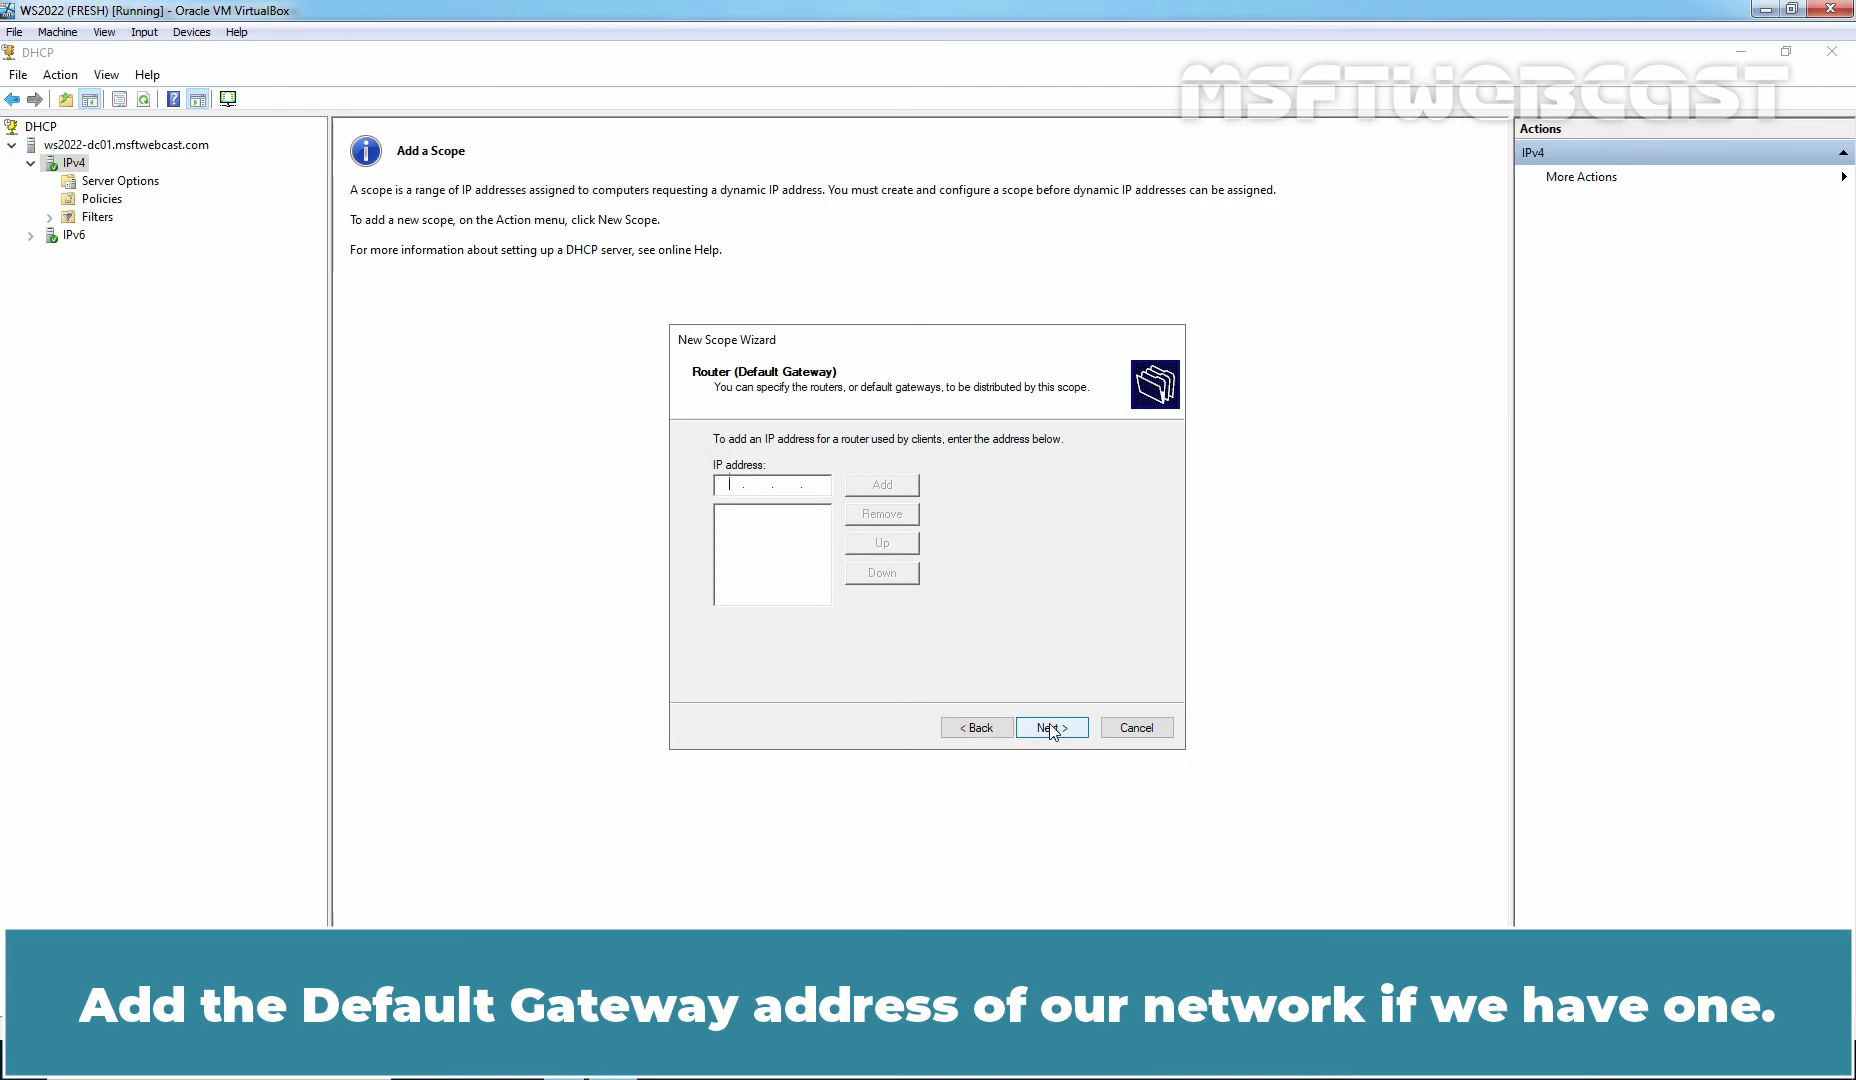 WS2022 (FRESH) [Running] - Oracle VM VirtualBox
File Machine View Input Devices Help
DHCP
File Action View Help
MSFTWEBCAST
DHCP
ws2022-dc01.msftwebcast.com
IPv4
Server Options
Policies
Filters
IPv6
Add a Scope
A scope is a range of IP addresses assigned to computers requesting a dynamic IP address. You must create and configure a scope before dynamic IP addresses can be assigned.
To add a new scope, on the Action menu, click New Scope.
For more information about setting up a DHCP server, see online Help.
Actions
IPv4
More Actions
New Scope Wizard
Router (Default Gateway)
You can specify the routers, or default gateways, to be distributed by this scope.
To add an IP address for a router used by clients, enter the address below.
IP address:
. . . Add
Remove
Up
Down
< Back Next > Cancel
Add the Default Gateway address of our network if we have one.